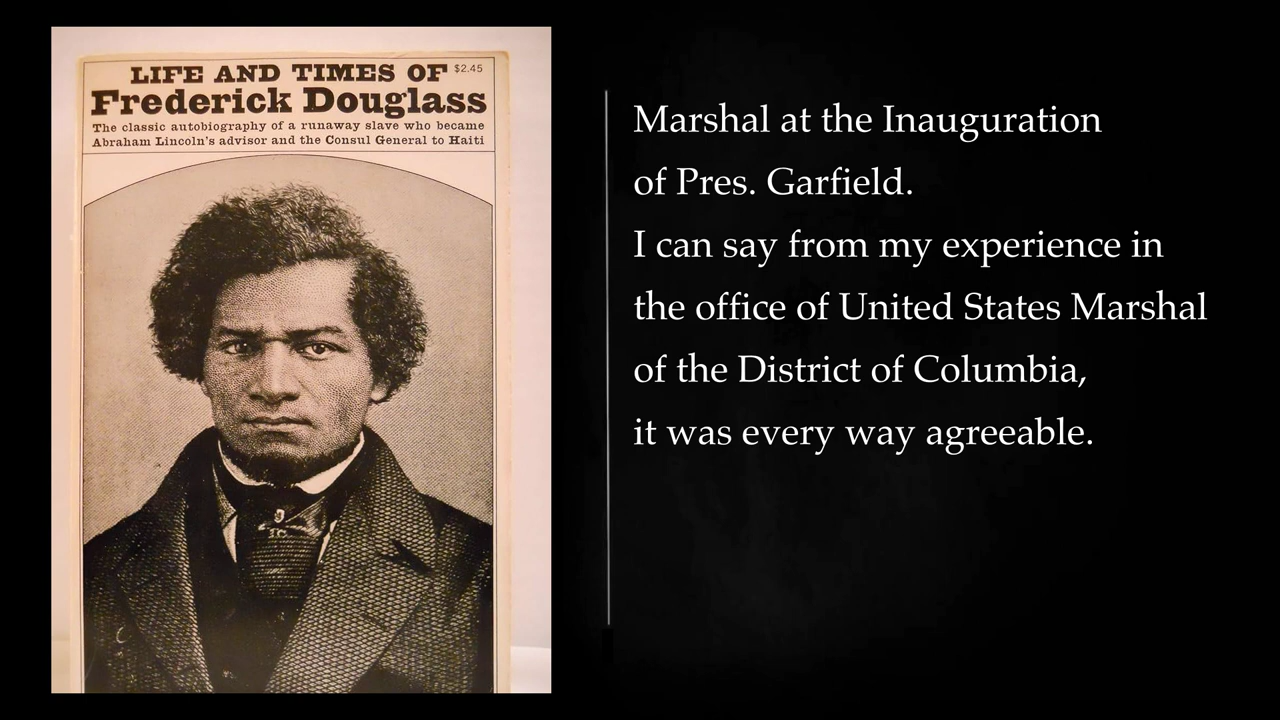 LIFE AND TIMES OF $2.45
Frederick Douglass
The classic autobiography of a runaway slave who became
Abraham Lincoln's advisor and the Consul General to Haiti
Marshal at the Inauguration
of Pres. Garfield.
I can say from my experience in
the office of United States Marshal
of the District of Columbia,
it was every way agreeable.